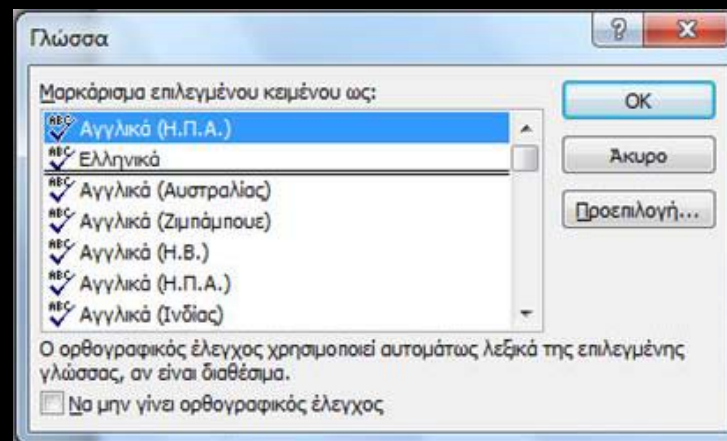 Γλώσσα
Μαρκάρισμα επιλεγμένου κειμένου ως:
Αγγλικά (Η.Π.Α.)
Ελληνικά
Αγγλικά (Αυστραλίας)
Αγγλικά (Ζιμπάμπουε)
Αγγλικά (Η.Β.)
Αγγλικά (Η.Π.Α.)
Αγγλικά (Ινδίας)
OK
Άκυρο
Προεπιλογή...
Ο ορθογραφικός έλεγχος χρησιμοποιεί αυτομάτως λεξικά της επιλεγμένης
γλώσσας, αν είναι διαθέσιμα.
Να μην γίνει ορθογραφικός έλεγχος